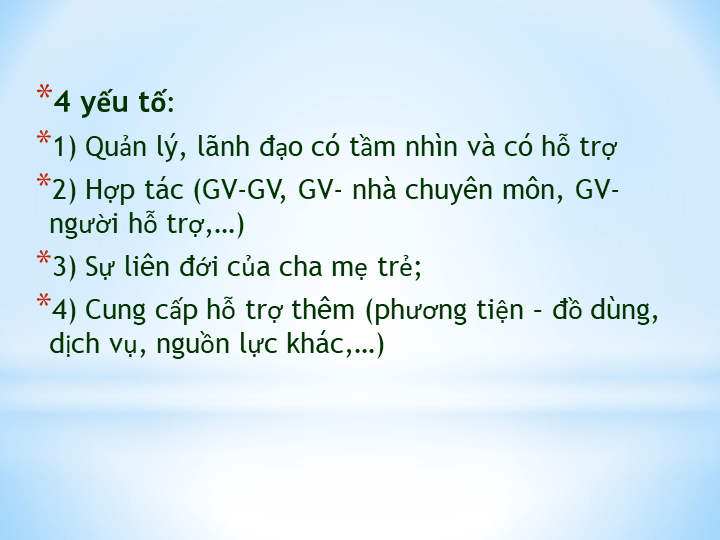 *4 yếu tố:
*1) Quản lý, lãnh đạo có tầm nhìn và có hỗ trợ
*2) Hợp tác (GV-GV, GV- nhà chuyên môn, GV-
người hỗ trợ,…)
*3) Sự liên đới của cha mẹ trẻ;
*4) Cung cấp hỗ trợ thêm (phương tiện – đồ dùng,
dịch vụ, nguồn lực khác,…)